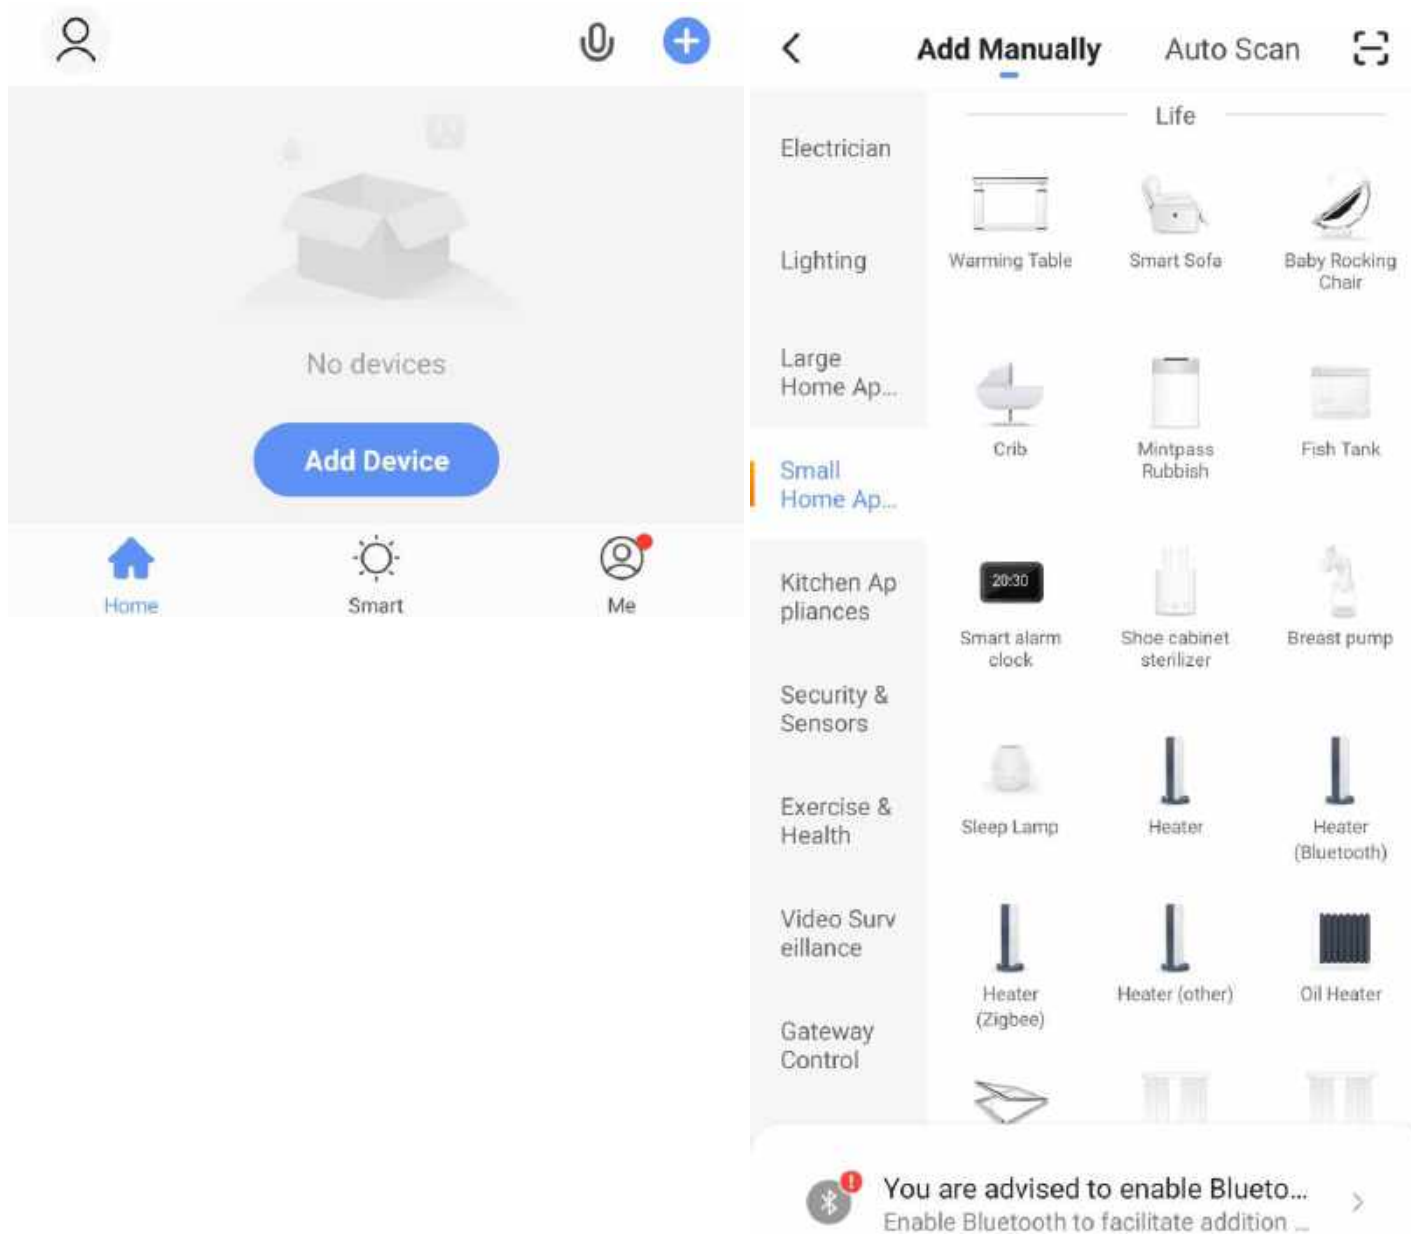 No devices
Add Device
Home
Smart
Me
Add Manually
Auto Scan
Electrician
Lighting
Large
Home Ap...
Small
Home Ap...
Kitchen Ap
pliances
Security &
Sensors
Exercise &
Health
Video Surv
eillance
Gateway
Control
Life
Warming Table
Smart Sofa
Baby Rocking
Chair
Crib
Mintpass
Rubbish
Fish Tank
20:30
Smart alarm
clock
Shoe cabinet
sterilizer
Breast pump
Sleep Lamp
Heater
Heater
(Bluetooth)
Heater
(Zigbee)
Heater (other)
Oil Heater
You are advised to enable Blueto...
Enable Bluetooth to facilitate addition ...